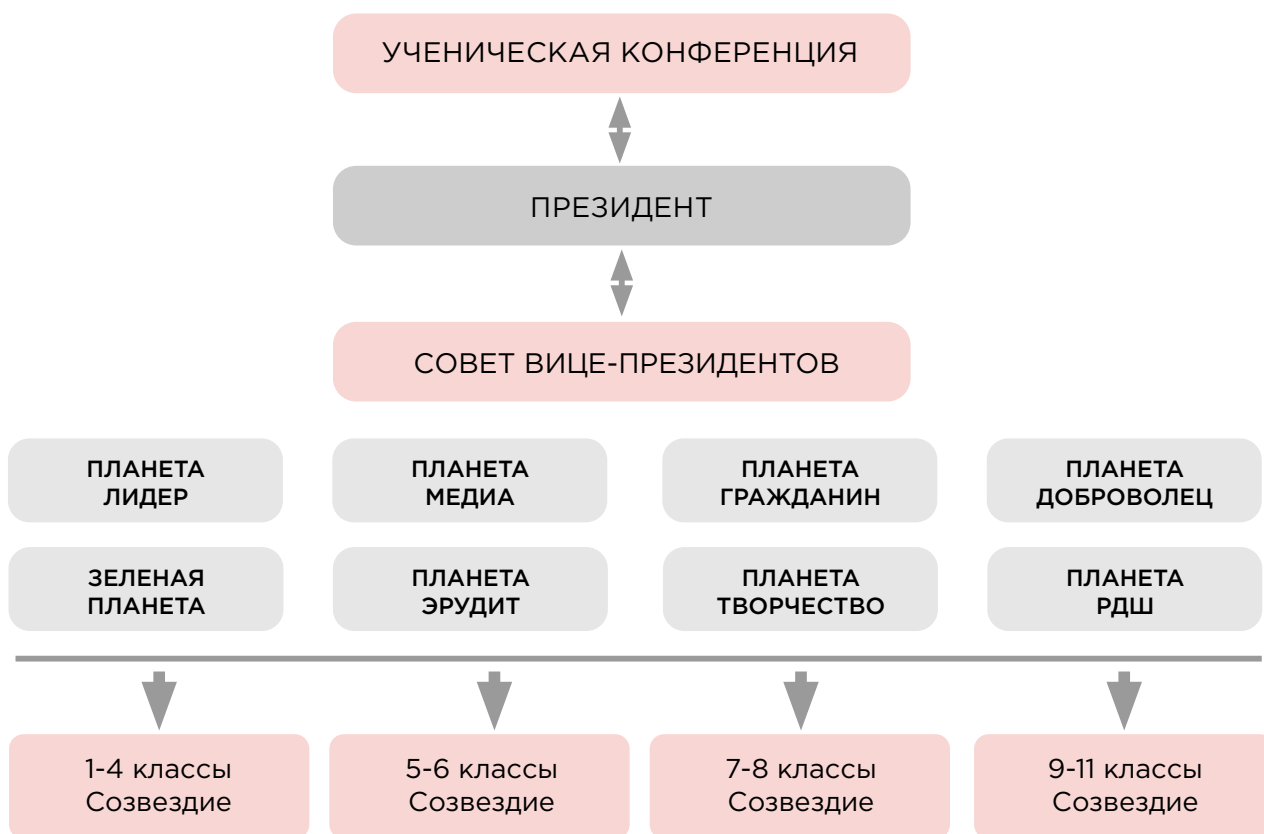 УЧЕНИЧЕСКАЯ КОНФЕРЕНЦИЯ
ПРЕЗИДЕНТ
СОВЕТ ВИЦЕ-ПРЕЗИДЕНТОВ
ПЛАНЕТА
ЛИДЕР
ПЛАНЕТА
МЕДИА
ПЛАНЕТА
ГРАЖДАНИН
ПЛАНЕТА
ДОБРОВОЛЕЦ
ЗЕЛЕНАЯ
ПЛАНЕТА
ПЛАНЕТА
ЭРУДИТ
ПЛАНЕТА
ТВОРЧЕСТВО
ПЛАНЕТА
РДШ
1-4 классы
Созвездие
5-6 классы
Созвездие
7-8 классы
Созвездие
9-11 классы
Созвездие